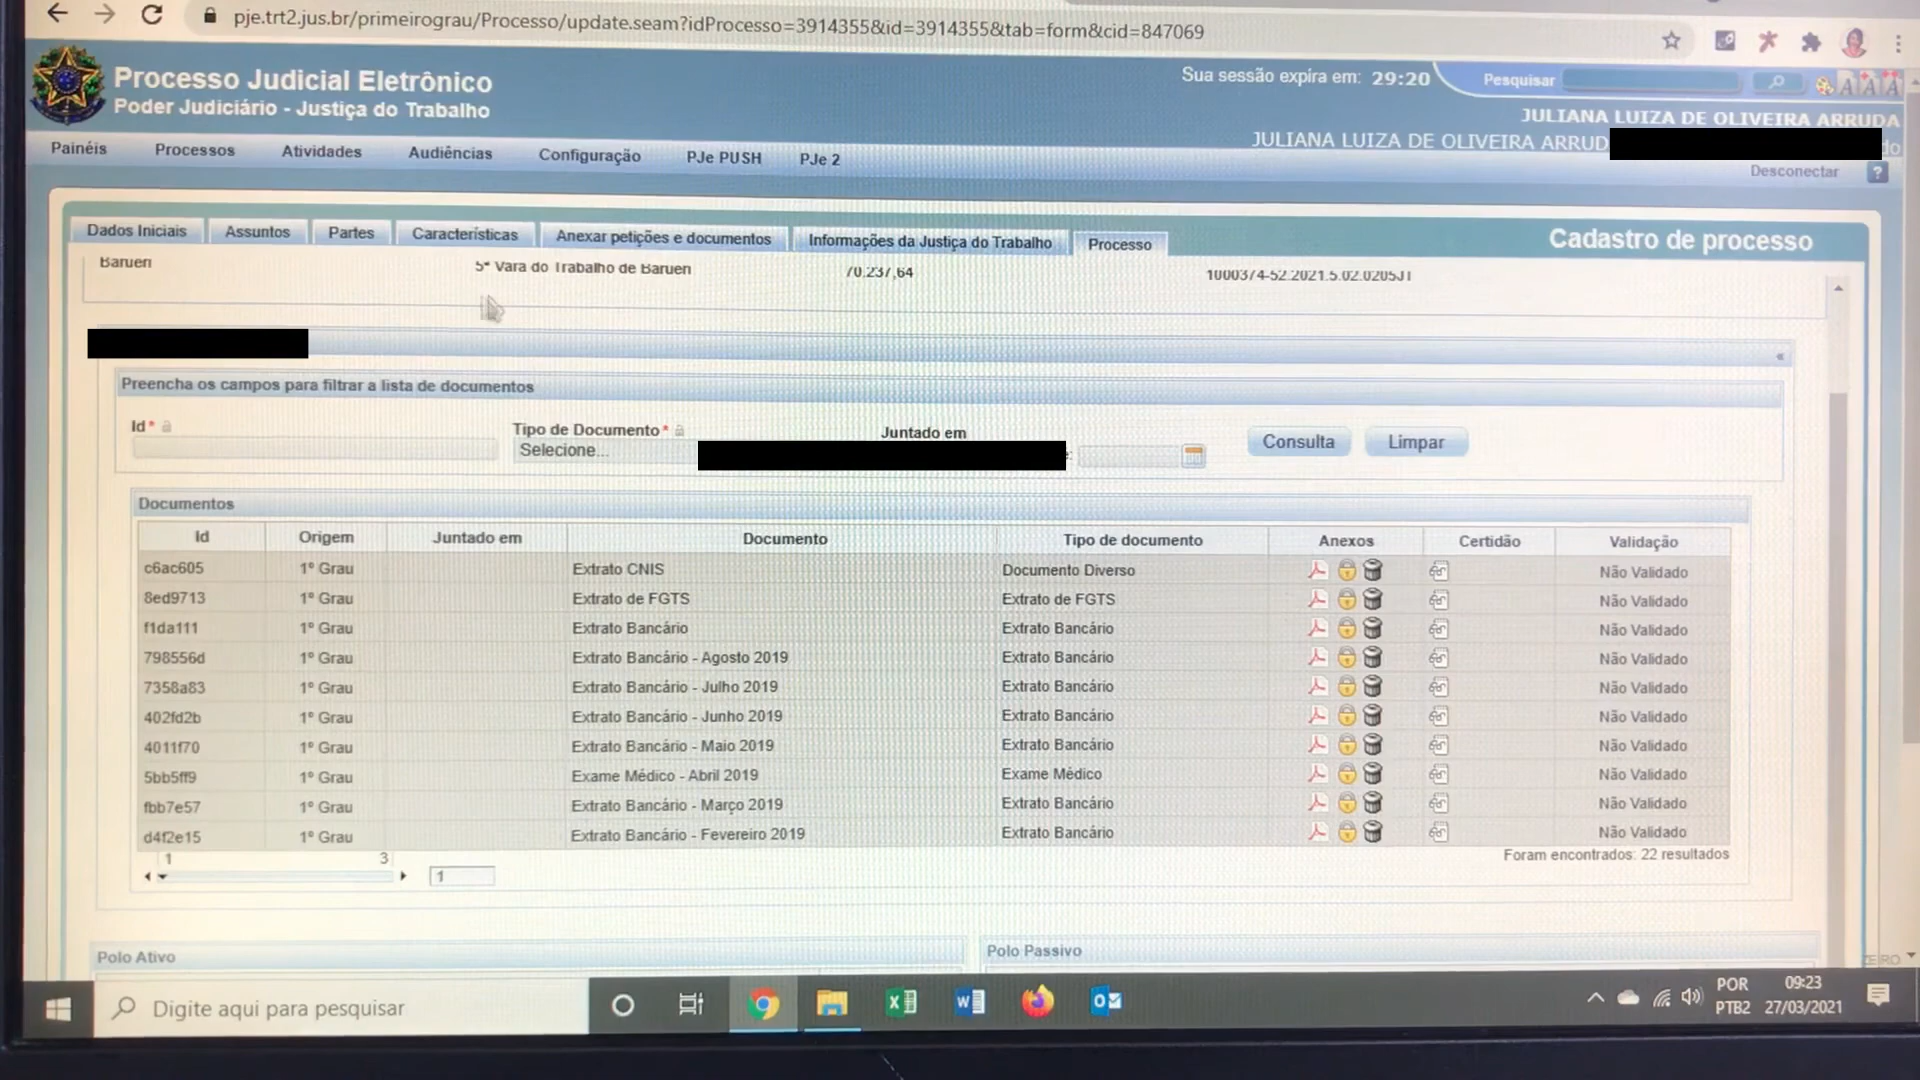 pje.trt2.jus.br/primeirograu/Processo/update.seam?idProcesso=3914355&id=3914355&tab=form&cid=847069
Processo Judicial Eletrônico
Poder Judiciário - Justiça do Trabalho
Sua sessão expira em: 29:20
Pesquisar
JULIANA LUIZA DE OLIVEIRA ARRUDA
JULIANA LUIZA DE OLIVEIRA ARRUD
Painéis Processos Atividades Audiências Configuração PJe PUSH PJe 2
Desconectar ?
Dados Iniciais Assuntos Partes Características Anexar petições e documentos Informações da Justiça do Trabalho Processo
Cadastro de processo
Barueri 5ª Vara do Trabalho de Barueri 70.237,64 1000374-52.2021.5.02.0205JT
Preencha os campos para filtrar a lista de documentos
Id* Tipo de Documento* Juntado em
Selecione... Consulta Limpar
Documentos
Id Origem Juntado em Documento Tipo de documento Anexos Certidão Validação
c6ac605 1º Grau Extrato CNIS Documento Diverso Não Validado
8ed9713 1º Grau Extrato de FGTS Extrato de FGTS Não Validado
f1da111 1º Grau Extrato Bancário Extrato Bancário Não Validado
798556d 1º Grau Extrato Bancário - Agosto 2019 Extrato Bancário Não Validado
7358a83 1º Grau Extrato Bancário - Julho 2019 Extrato Bancário Não Validado
402fd2b 1º Grau Extrato Bancário - Junho 2019 Extrato Bancário Não Validado
4011f70 1º Grau Extrato Bancário - Maio 2019 Extrato Bancário Não Validado
5bb5ff9 1º Grau Exame Médico - Abril 2019 Exame Médico Não Validado
fbb7e57 1º Grau Extrato Bancário - Março 2019 Extrato Bancário Não Validado
d4f2e15 1º Grau Extrato Bancário - Fevereiro 2019 Extrato Bancário Não Validado
1 3
1
Foram encontrados: 22 resultados
Polo Ativo Polo Passivo
Digite aqui para pesquisar
POR 09:23
PTB2 27/03/2021